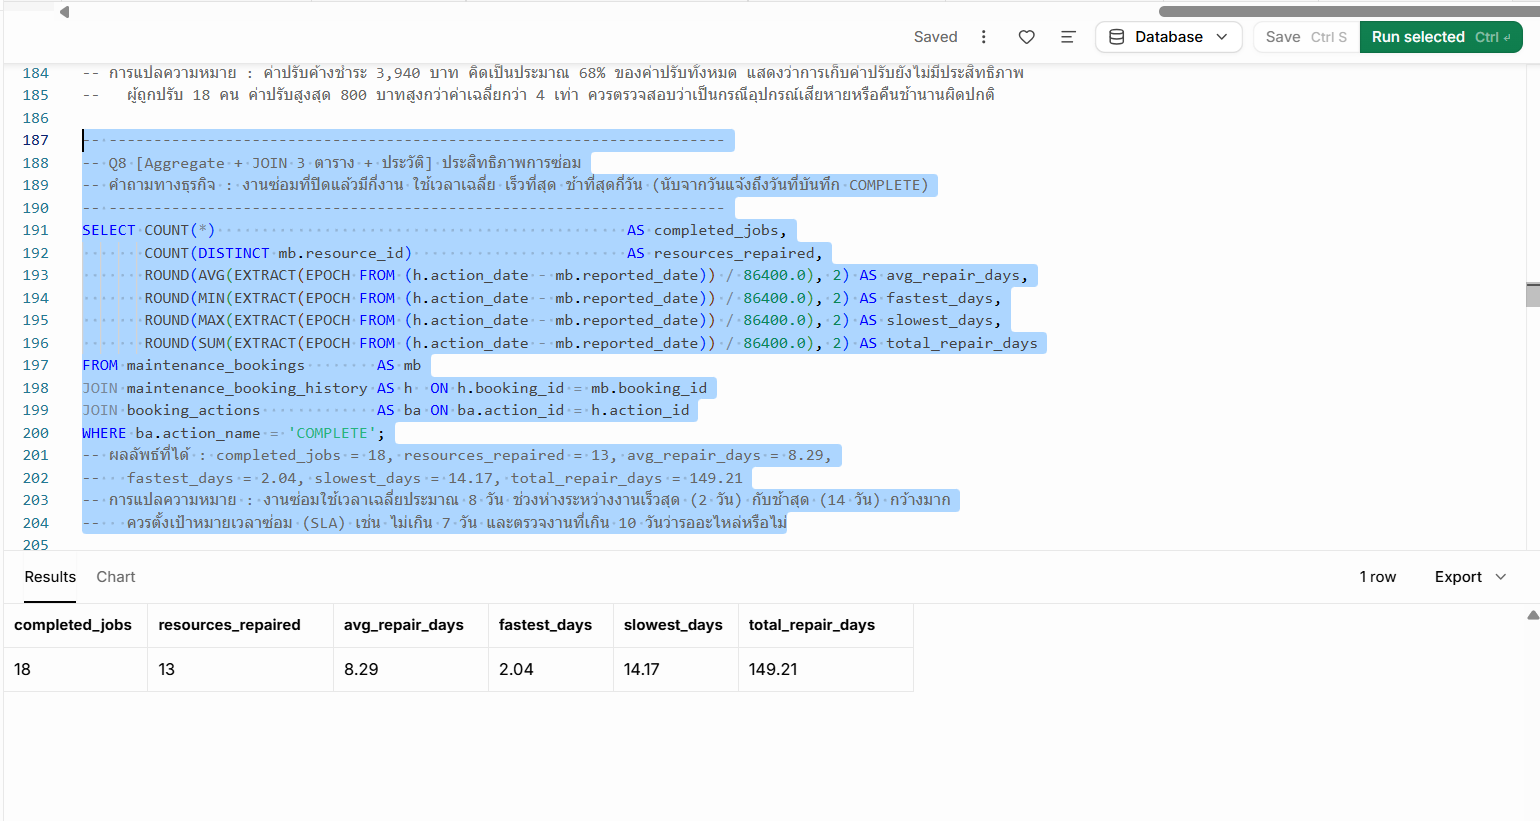 Saved Database Save Ctrl S Run selected Ctrl ↵
184 -- การแปลความหมาย : ค่าปรับค้างชำระ 3,940 บาท คิดเป็นประมาณ 68% ของค่าปรับทั้งหมด แสดงว่าการเก็บค่าปรับยังไม่มีประสิทธิภาพ
185 -- ผู้ถูกปรับ 18 คน ค่าปรับสูงสุด 800 บาทสูงกว่าค่าเฉลี่ยกว่า 4 เท่า ควรตรวจสอบว่าเป็นกรณีอุปกรณ์เสียหายหรือคืนช้านานผิดปกติ
186
187 -- ---------------------------------------------------------------------
188 -- Q8 [Aggregate + JOIN 3 ตาราง + ประวัติ] ประสิทธิภาพการซ่อม
189 -- คำถามทางธุรกิจ : งานซ่อมที่ปิดแล้วมีกี่งาน ใช้เวลาเฉลี่ย เร็วที่สุด ช้าที่สุดกี่วัน (นับจากวันแจ้งถึงวันที่บันทึก COMPLETE)
190 -- ---------------------------------------------------------------------
191 SELECT COUNT(*) AS completed_jobs,
192 COUNT(DISTINCT mb.resource_id) AS resources_repaired,
193 ROUND(AVG(EXTRACT(EPOCH FROM (h.action_date - mb.reported_date)) / 86400.0), 2) AS avg_repair_days,
194 ROUND(MIN(EXTRACT(EPOCH FROM (h.action_date - mb.reported_date)) / 86400.0), 2) AS fastest_days,
195 ROUND(MAX(EXTRACT(EPOCH FROM (h.action_date - mb.reported_date)) / 86400.0), 2) AS slowest_days,
196 ROUND(SUM(EXTRACT(EPOCH FROM (h.action_date - mb.reported_date)) / 86400.0), 2) AS total_repair_days
197 FROM maintenance_bookings AS mb
198 JOIN maintenance_booking_history AS h ON h.booking_id = mb.booking_id
199 JOIN booking_actions AS ba ON ba.action_id = h.action_id
200 WHERE ba.action_name = 'COMPLETE';
201 -- ผลลัพธ์ที่ได้ : completed_jobs = 18, resources_repaired = 13, avg_repair_days = 8.29,
202 -- fastest_days = 2.04, slowest_days = 14.17, total_repair_days = 149.21
203 -- การแปลความหมาย : งานซ่อมใช้เวลาเฉลี่ยประมาณ 8 วัน ช่วงห่างระหว่างงานเร็วสุด (2 วัน) กับช้าสุด (14 วัน) กว้างมาก
204 -- ควรตั้งเป้าหมายเวลาซ่อม (SLA) เช่น ไม่เกิน 7 วัน และตรวจงานที่เกิน 10 วันว่ารออะไหล่หรือไม่
205
Results Chart 1 row Export
completed_jobs resources_repaired avg_repair_days fastest_days slowest_days total_repair_days
18 13 8.29 2.04 14.17 149.21